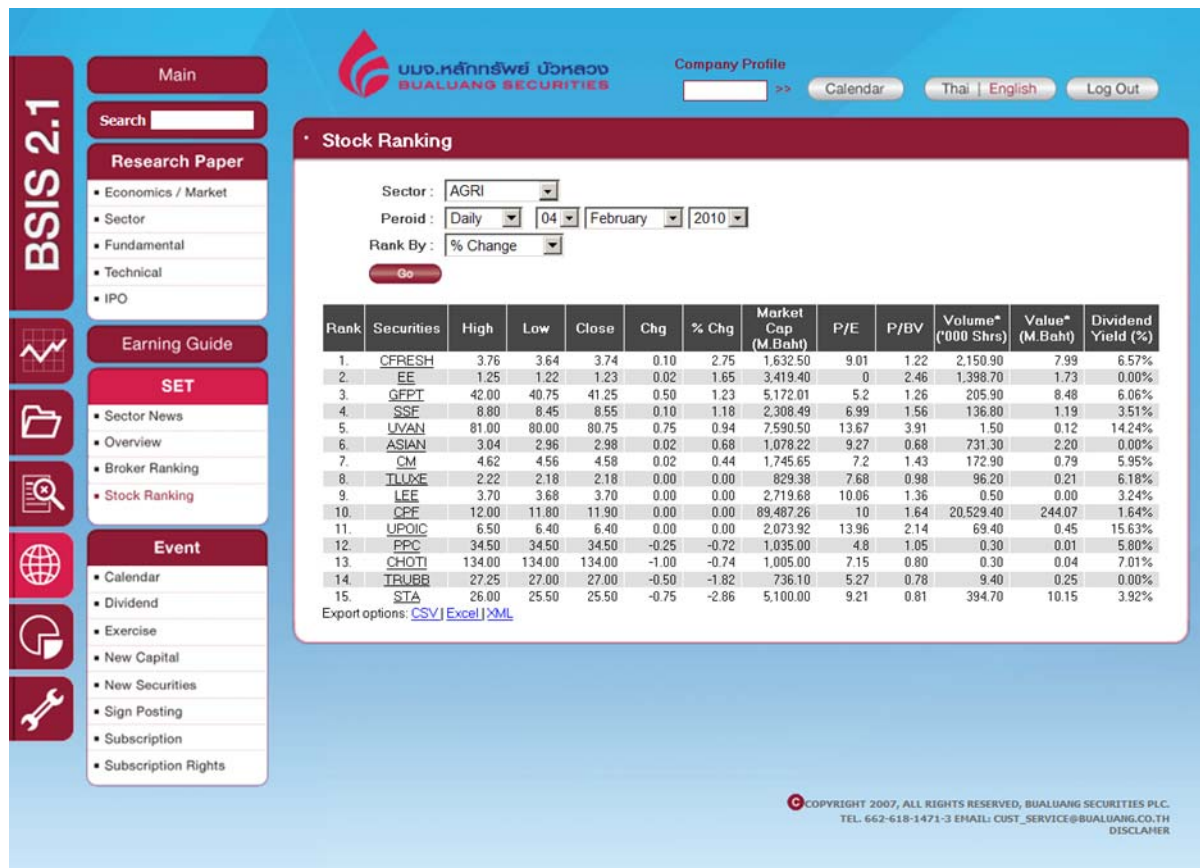 BSIS 2.1
Main
Search
Research Paper
Economics / Market
Sector
Fundamental
Technical
IPO
Earning Guide
SET
Sector News
Overview
Broker Ranking
Stock Ranking
Event
Calendar
Dividend
Exercise
New Capital
New Securities
Sign Posting
Subscription
Subscription Rights
บมจ.หลักทรัพย์ บัวหลวง
BUALUANG SECURITIES
Company Profile
>> Calendar Thai | English Log Out
Stock Ranking
Sector : AGRI
Peroid : Daily 04 February 2010
Rank By : % Change
Go
Rank Securities High Low Close Chg % Chg Market Cap (M.Baht) P/E P/BV Volume* ('000 Shrs) Value* (M.Baht) Dividend Yield (%)
1. CFRESH 3.76 3.64 3.74 0.10 2.75 1,632.50 9.01 1.22 2,150.90 7.99 6.57%
2. EE 1.25 1.22 1.23 0.02 1.65 3,419.40 0 2.46 1,398.70 1.73 0.00%
3. GFPT 42.00 40.75 41.25 0.50 1.23 5,172.01 5.2 1.26 205.90 8.48 6.06%
4. SSF 8.80 8.45 8.55 0.10 1.18 2,308.49 6.99 1.56 136.80 1.19 3.51%
5. UVAN 81.00 80.00 80.75 0.75 0.94 7,590.50 13.67 3.91 1.50 0.12 14.24%
6. ASIAN 3.04 2.96 2.98 0.02 0.68 1,078.22 9.27 0.68 731.30 2.20 0.00%
7. CM 4.62 4.56 4.58 0.02 0.44 1,745.65 7.2 1.43 172.90 0.79 5.95%
8. TLUXE 2.22 2.18 2.18 0.00 0.00 829.38 7.68 0.98 96.20 0.21 6.18%
9. LEE 3.70 3.68 3.70 0.00 0.00 2,719.68 10.06 1.36 0.50 0.00 3.24%
10. CPF 12.00 11.80 11.90 0.00 0.00 89,487.26 10 1.64 20,529.40 244.07 1.64%
11. UPOIC 6.50 6.40 6.40 0.00 0.00 2,073.92 13.96 2.14 69.40 0.45 15.63%
12. PPC 34.50 34.50 34.50 -0.25 -0.72 1,035.00 4.8 1.05 0.30 0.01 5.80%
13. CHOTI 134.00 134.00 134.00 -1.00 -0.74 1,005.00 7.15 0.80 0.30 0.04 7.01%
14. TRUBB 27.25 27.00 27.00 -0.50 -1.82 736.10 5.27 0.78 9.40 0.25 0.00%
15. STA 26.00 25.50 25.50 -0.75 -2.86 5,100.00 9.21 0.81 394.70 10.15 3.92%
Export options: CSV | Excel | XML
C COPYRIGHT 2007, ALL RIGHTS RESERVED, BUALUANG SECURITIES PLC.
TEL. 662-618-1471-3 EMAIL: CUST_SERVICE@BUALUANG.CO.TH
DISCLAMER